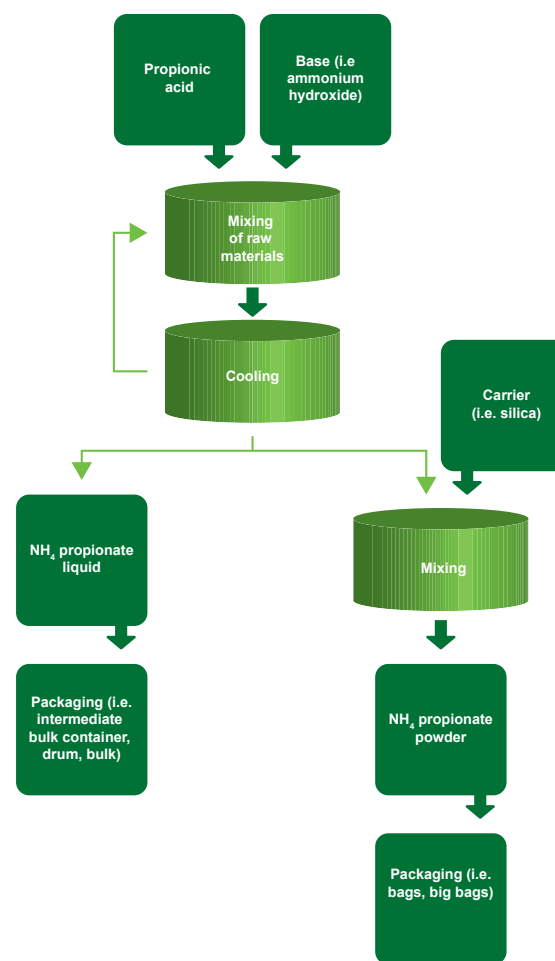 Propionic
acid
Base (i.e
ammonium
hydroxide)
Mixing
of raw
materials
Cooling
Carrier
(i.e. silica)
NH₄ propionate
liquid
Mixing
Packaging (i.e.
intermediate
bulk container,
drum, bulk)
NH₄ propionate
powder
Packaging (i.e.
bags, big bags)